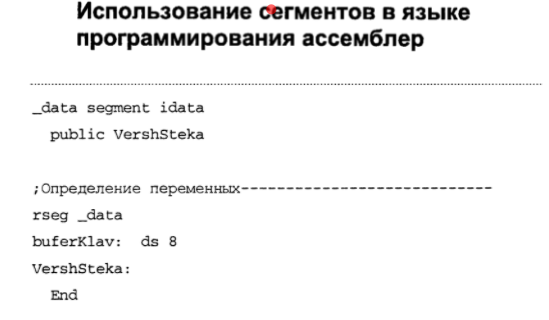 Использование сегментов в языке
программирования ассемблер
_data segment idata
public VershSteka
;Определение переменных----------------------------
rseg _data
buferKlav: ds 8
VershSteka:
End